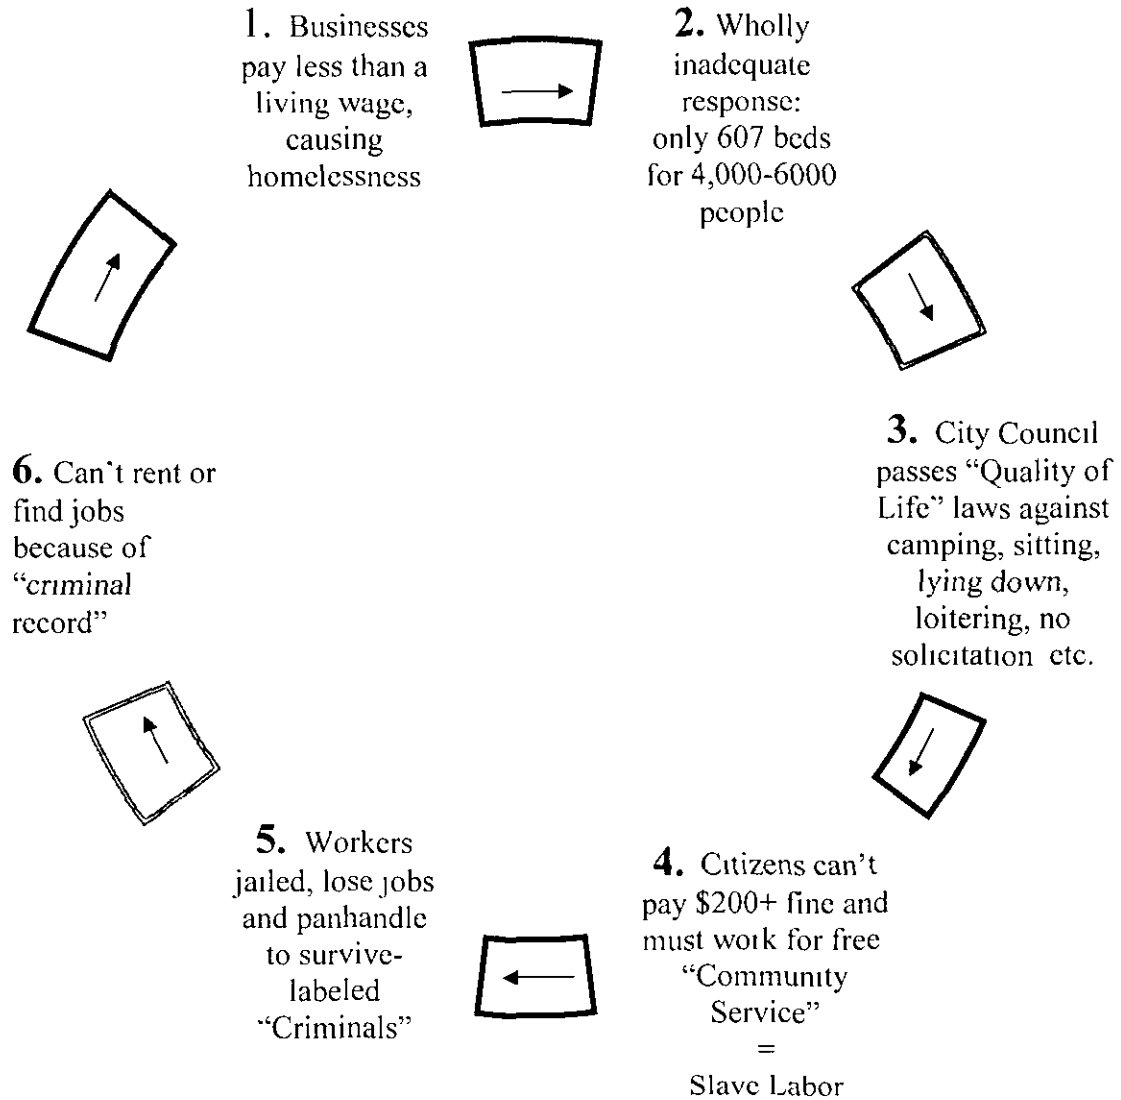 1. Businesses
pay less than a
living wage,
causing
homelessness
2. Wholly
inadequate
response:
only 607 beds
for 4,000-6000
people
3. City Council
passes “Quality of
Life” laws against
camping, sitting,
lying down,
loitering, no
solicitation etc.
4. Citizens can’t
pay $200+ fine and
must work for free
“Community
Service”
=
Slave Labor
5. Workers
jailed, lose jobs
and panhandle
to survive-
labeled
“Criminals”
6. Can’t rent or
find jobs
because of
“criminal
record”